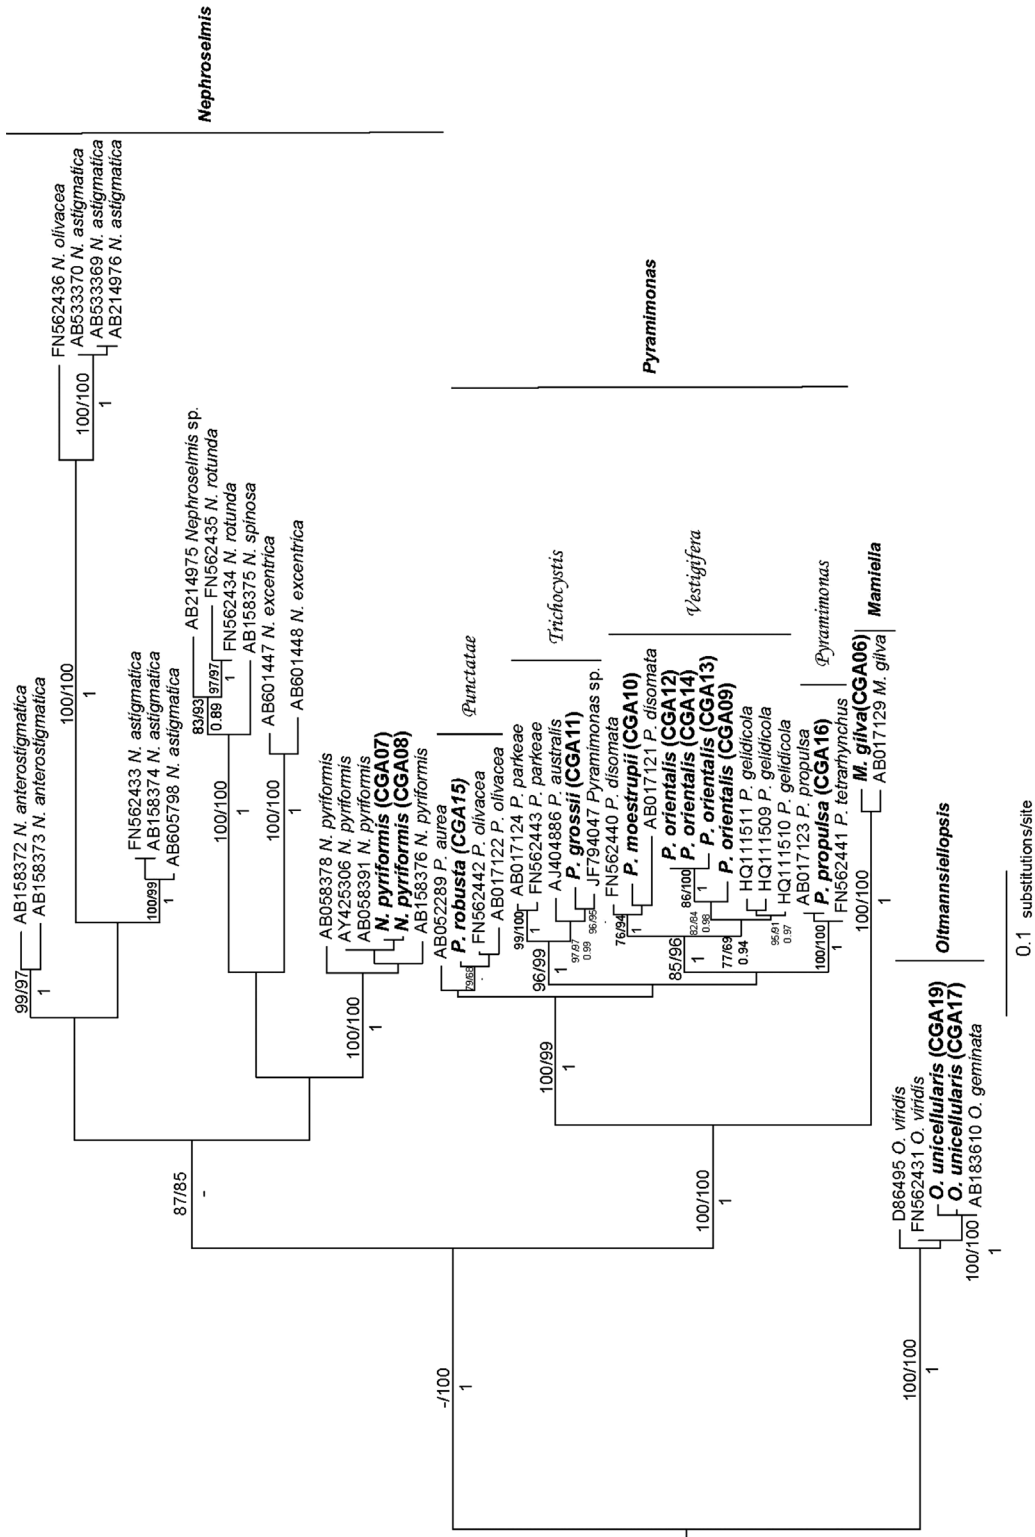 AB158372 N. anterostigmatica
AB158373 N. anterostigmatica
99/97
1
FN562436 N. olivacea
AB533370 N. astigmatica
AB533369 N. astigmatica
AB214976 N. astigmatica
100/100
1
100/100
1
FN562433 N. astigmatica
AB158374 N. astigmatica
AB605798 N. astigmatica
100/99
1
AB214975 Nephroselmis sp.
FN562435 N. rotunda
FN562434 N. rotunda
AB158375 N. spinosa
83/93
0.89
97/97
1
100/100
1
AB601447 N. excentrica
AB601448 N. excentrica
100/100
1
AB058378 N. pyriformis
AY425306 N. pyriformis
AB058391 N. pyriformis
N. pyriformis (CGA07)
N. pyriformis (CGA08)
AB158376 N. pyriformis
100/100
1
87/85
-
Nephroselmis
AB052289 P. aurea
P. robusta (CGA15)
FN562442 P. olivacea
AB017122 P. olivacea
79/68
-
Punctatae
AB017124 P. parkeae
FN562443 P. parkeae
AJ404886 P. australis
P. grossii (CGA11)
JF794047 Pyramimonas sp.
99/100
1
96/99
1
97/97
0.99
96/95
Trichocystis
FN562440 P. disomata
P. moestrupii (CGA10)
AB017121 P. disomata
P. orientalis (CGA12)
P. orientalis (CGA14)
P. orientalis (CGA13)
P. orientalis (CGA09)
HQ111511 P. gelidicola
HQ111509 P. gelidicola
HQ111510 P. gelidicola
76/94
1
85/96
1
86/100
1
82/84
0.98
77/69
0.94
95/91
0.97
Vestigifera
AB017123 P. propulsa
P. propulsa (CGA16)
FN562441 P. tetrarhynchus
100/100
1
Pyramimonas
100/99
1
Pyramimonas
M. gilva(CGA06)
AB017129 M. gilva
100/100
1
Mamiella
100/100
1
-/100
1
D86495 O. viridis
FN562431 O. viridis
O. unicellularis (CGA19)
O. unicellularis (CGA17)
AB183610 O. geminata
100/100
1
100/100
1
Oltmannsiellopsis
0.1 substitutions/site